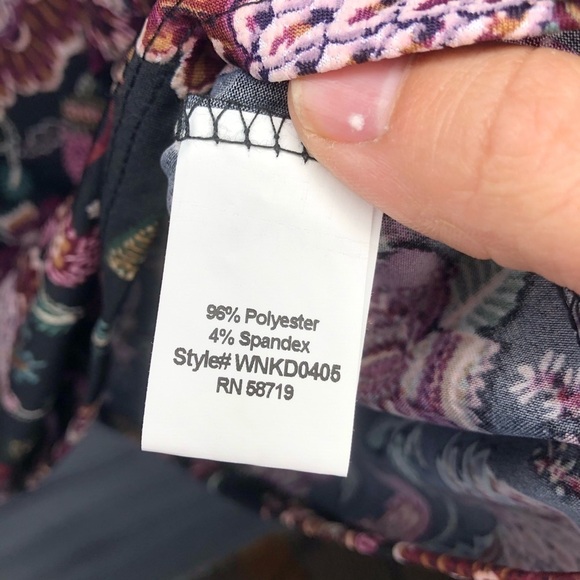 96% Polyester
4% Spandex
Style# WNKD0405
RN 58719